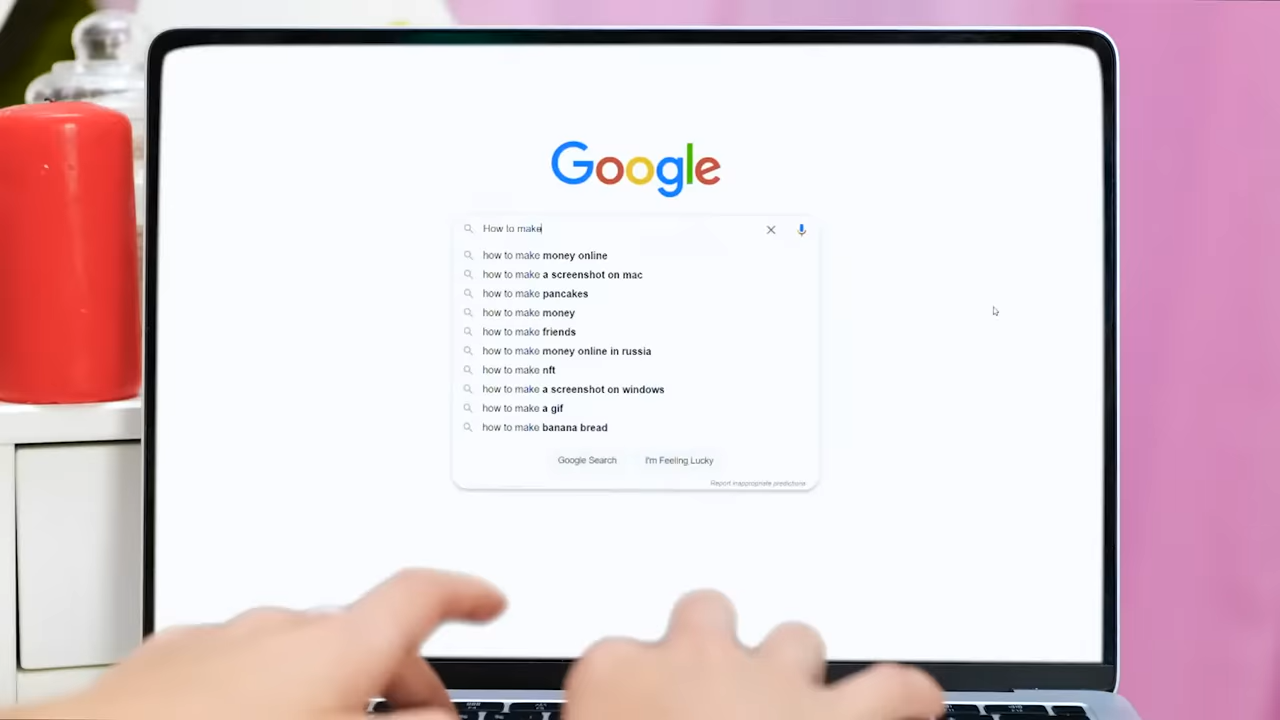 Google
How to make
how to make money online
how to make a screenshot on mac
how to make pancakes
how to make money
how to make friends
how to make money online in russia
how to make nft
how to make a screenshot on windows
how to make a gif
how to make banana bread
Google Search
I'm Feeling Lucky
Report inappropriate predictions